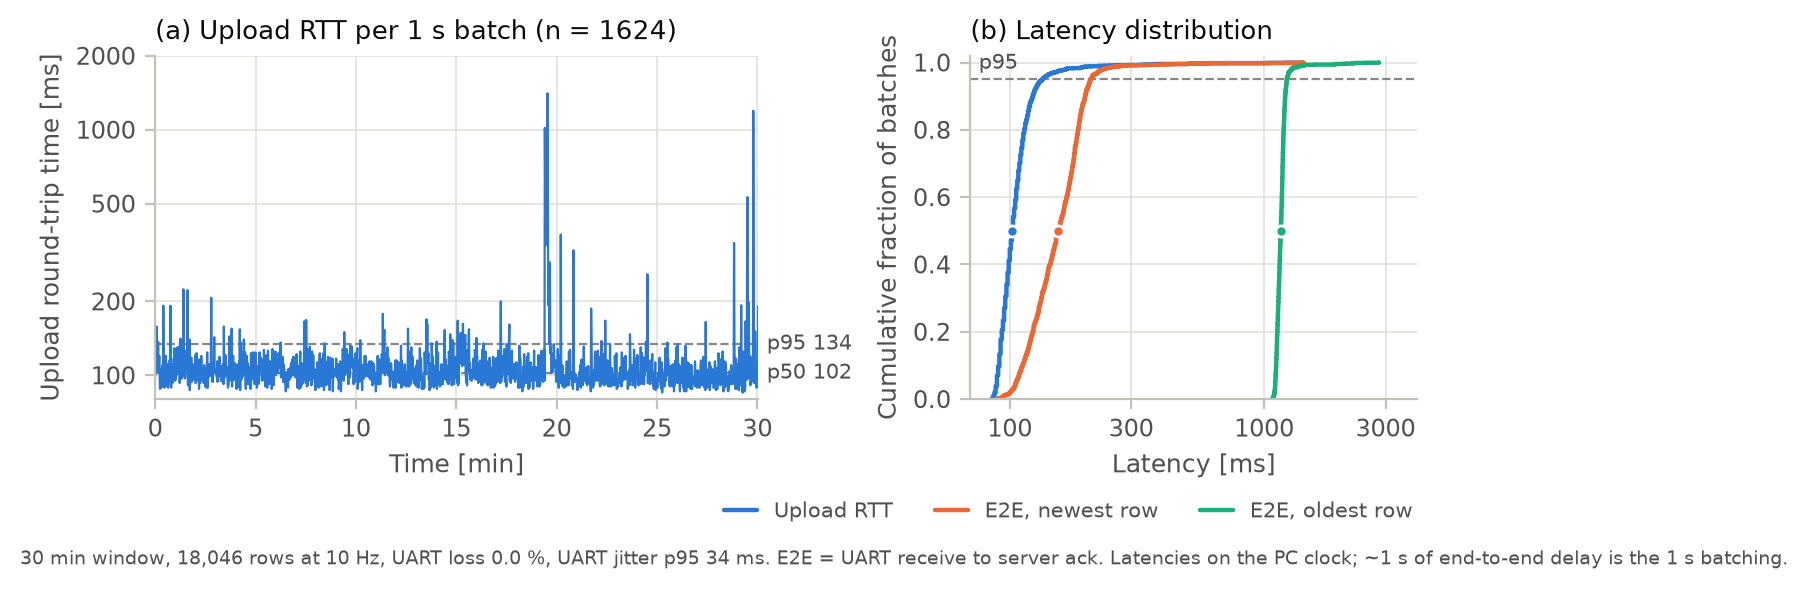 (a) Upload RTT per 1 s batch (n = 1624)
Upload round-trip time [ms]
2000
1000
500
200
100
p95 134
p50 102
0 5 10 15 20 25 30
Time [min]
(b) Latency distribution
Cumulative fraction of batches
p95
1.0
0.8
0.6
0.4
0.2
0.0
100 300 1000 3000
Latency [ms]
Upload RTT E2E, newest row E2E, oldest row
30 min window, 18,046 rows at 10 Hz, UART loss 0.0 %, UART jitter p95 34 ms. E2E = UART receive to server ack. Latencies on the PC clock; ~1 s of end-to-end delay is the 1 s batching.